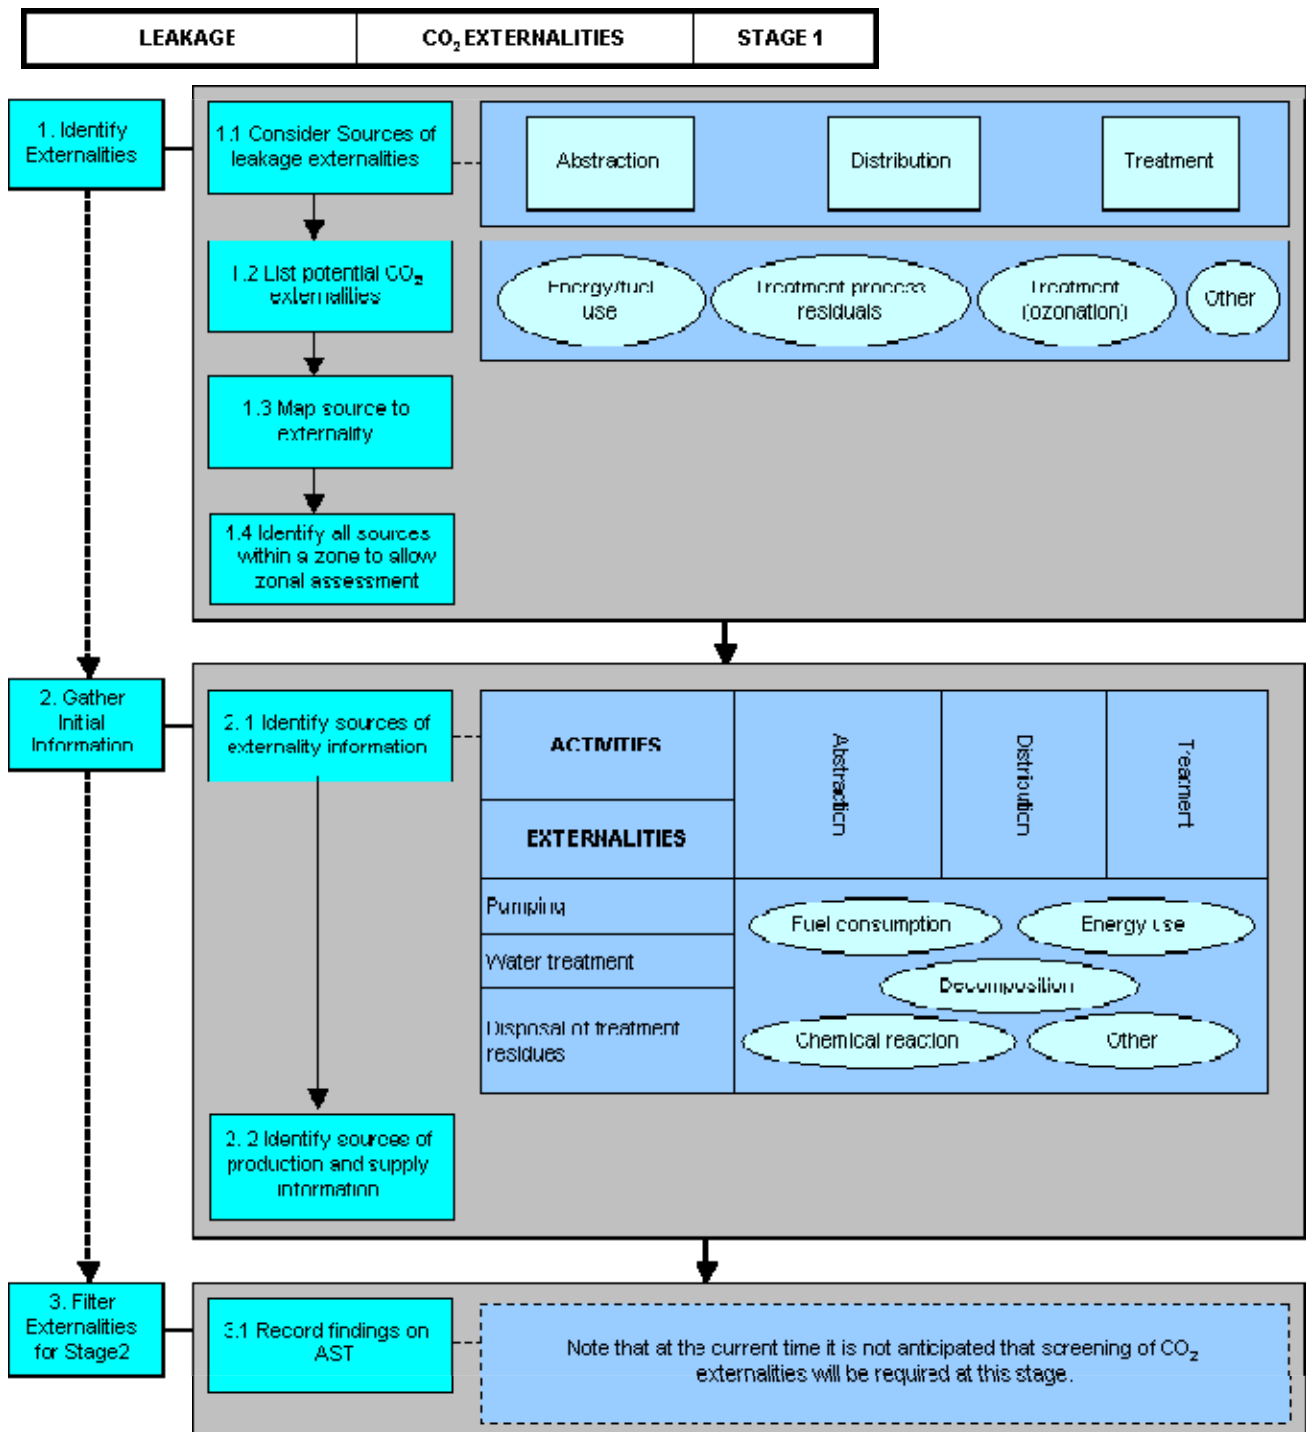 LEAKAGE
CO₂ EXTERNALITIES
STAGE 1
1. Identify
Externalities
1.1 Consider Sources of
leakage externalities
Abstraction
Distribution
Treatment
1.2 List potential CO₂
externalities
Energy/fuel
use
Treatment process
residuals
Treatment
(ozonation)
Other
1.3 Map source to
externality
1.4 Identify all sources
within a zone to allow
zonal assessment
2. Gather
Initial
Information
2.1 Identify sources of
externality information
ACTIVITIES
Abstraction
Distribution
Treatment
EXTERNALITIES
Pumping
Fuel consumption
Energy use
Water treatment
Decomposition
Disposal of treatment
residues
Chemical reaction
Other
2.2 Identify sources of
production and supply
information
3. Filter
Externalities
for Stage2
3.1 Record findings on
AST
Note that at the current time it is not anticipated that screening of CO₂
externalities will be required at this stage.